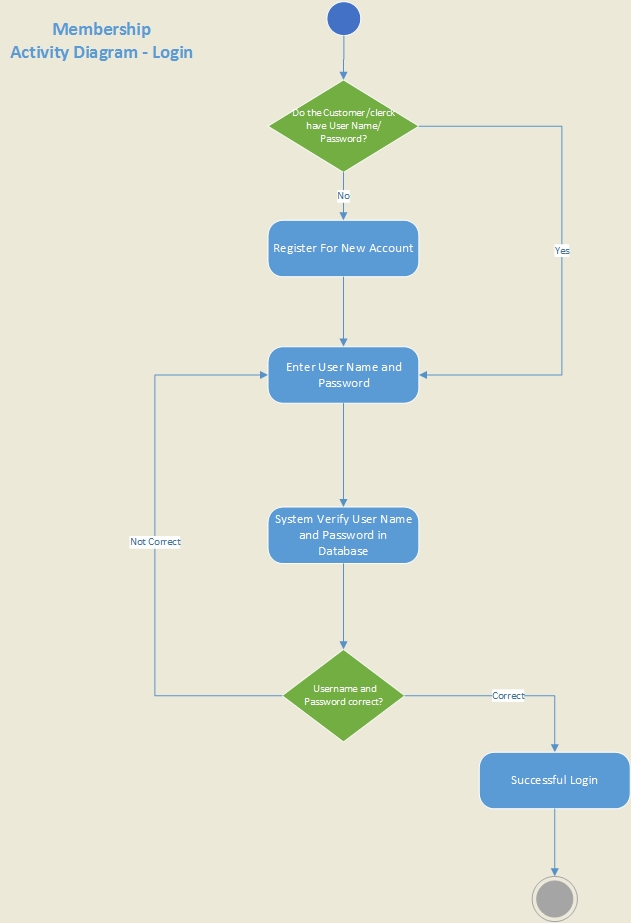 Membership
Activity Diagram - Login
Do the Customer/clerck
have User Name/
Password?
No
Register For New Account
Yes
Enter User Name and
Password
System Verify User Name
and Password in
Database
Not Correct
Username and
Password correct?
Correct
Successful Login